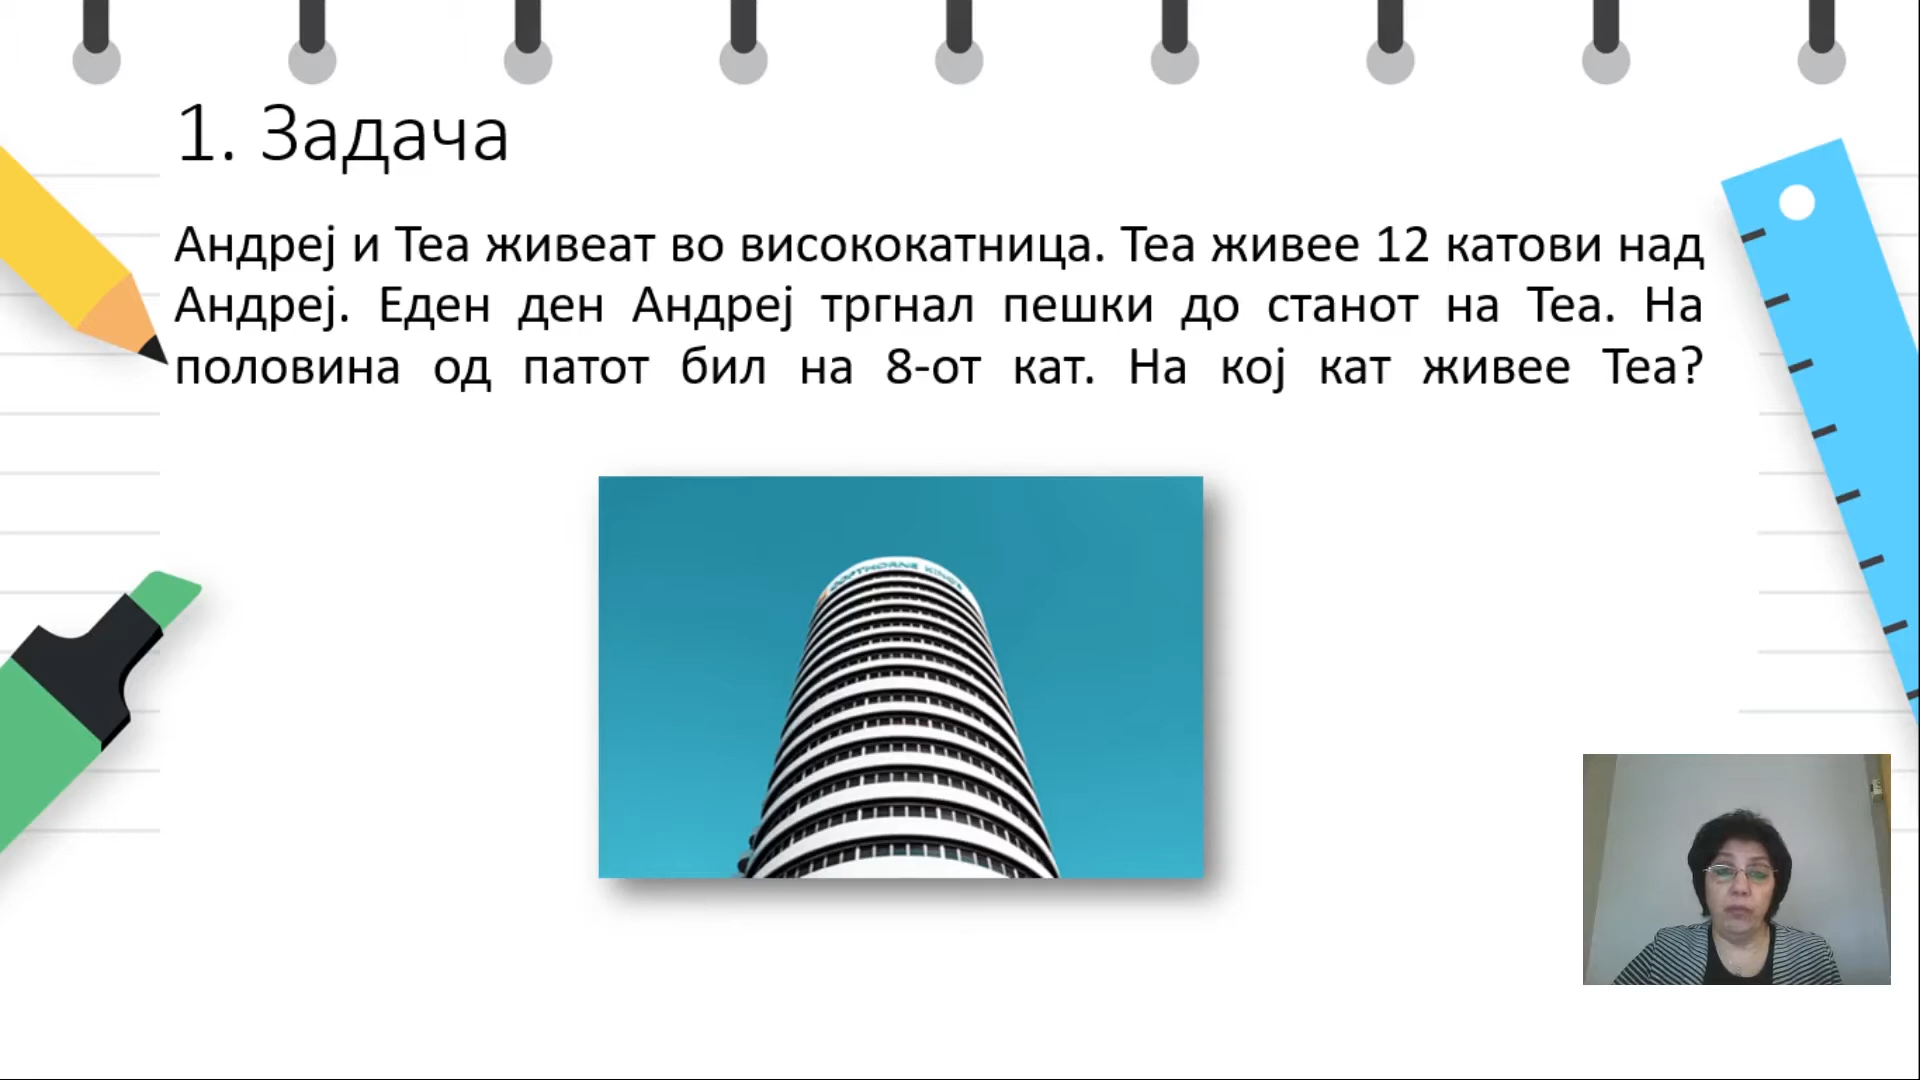 1. Задача
Андреј и Теа живеат во висококатница. Теа живее 12 катови над
Андреј. Еден ден Андреј тргнал пешки до станот на Теа. На
половина од патот бил на 8-от кат. На кој кат живее Теа?